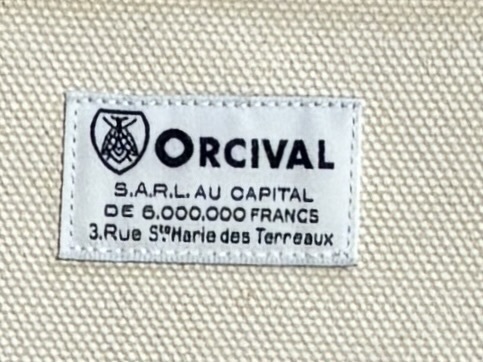 ORCIVAL
S.A.R.L. AU CAPITAL
DE 6.000.000 FRANCS
3.Rue Ste Marie des Terreaux